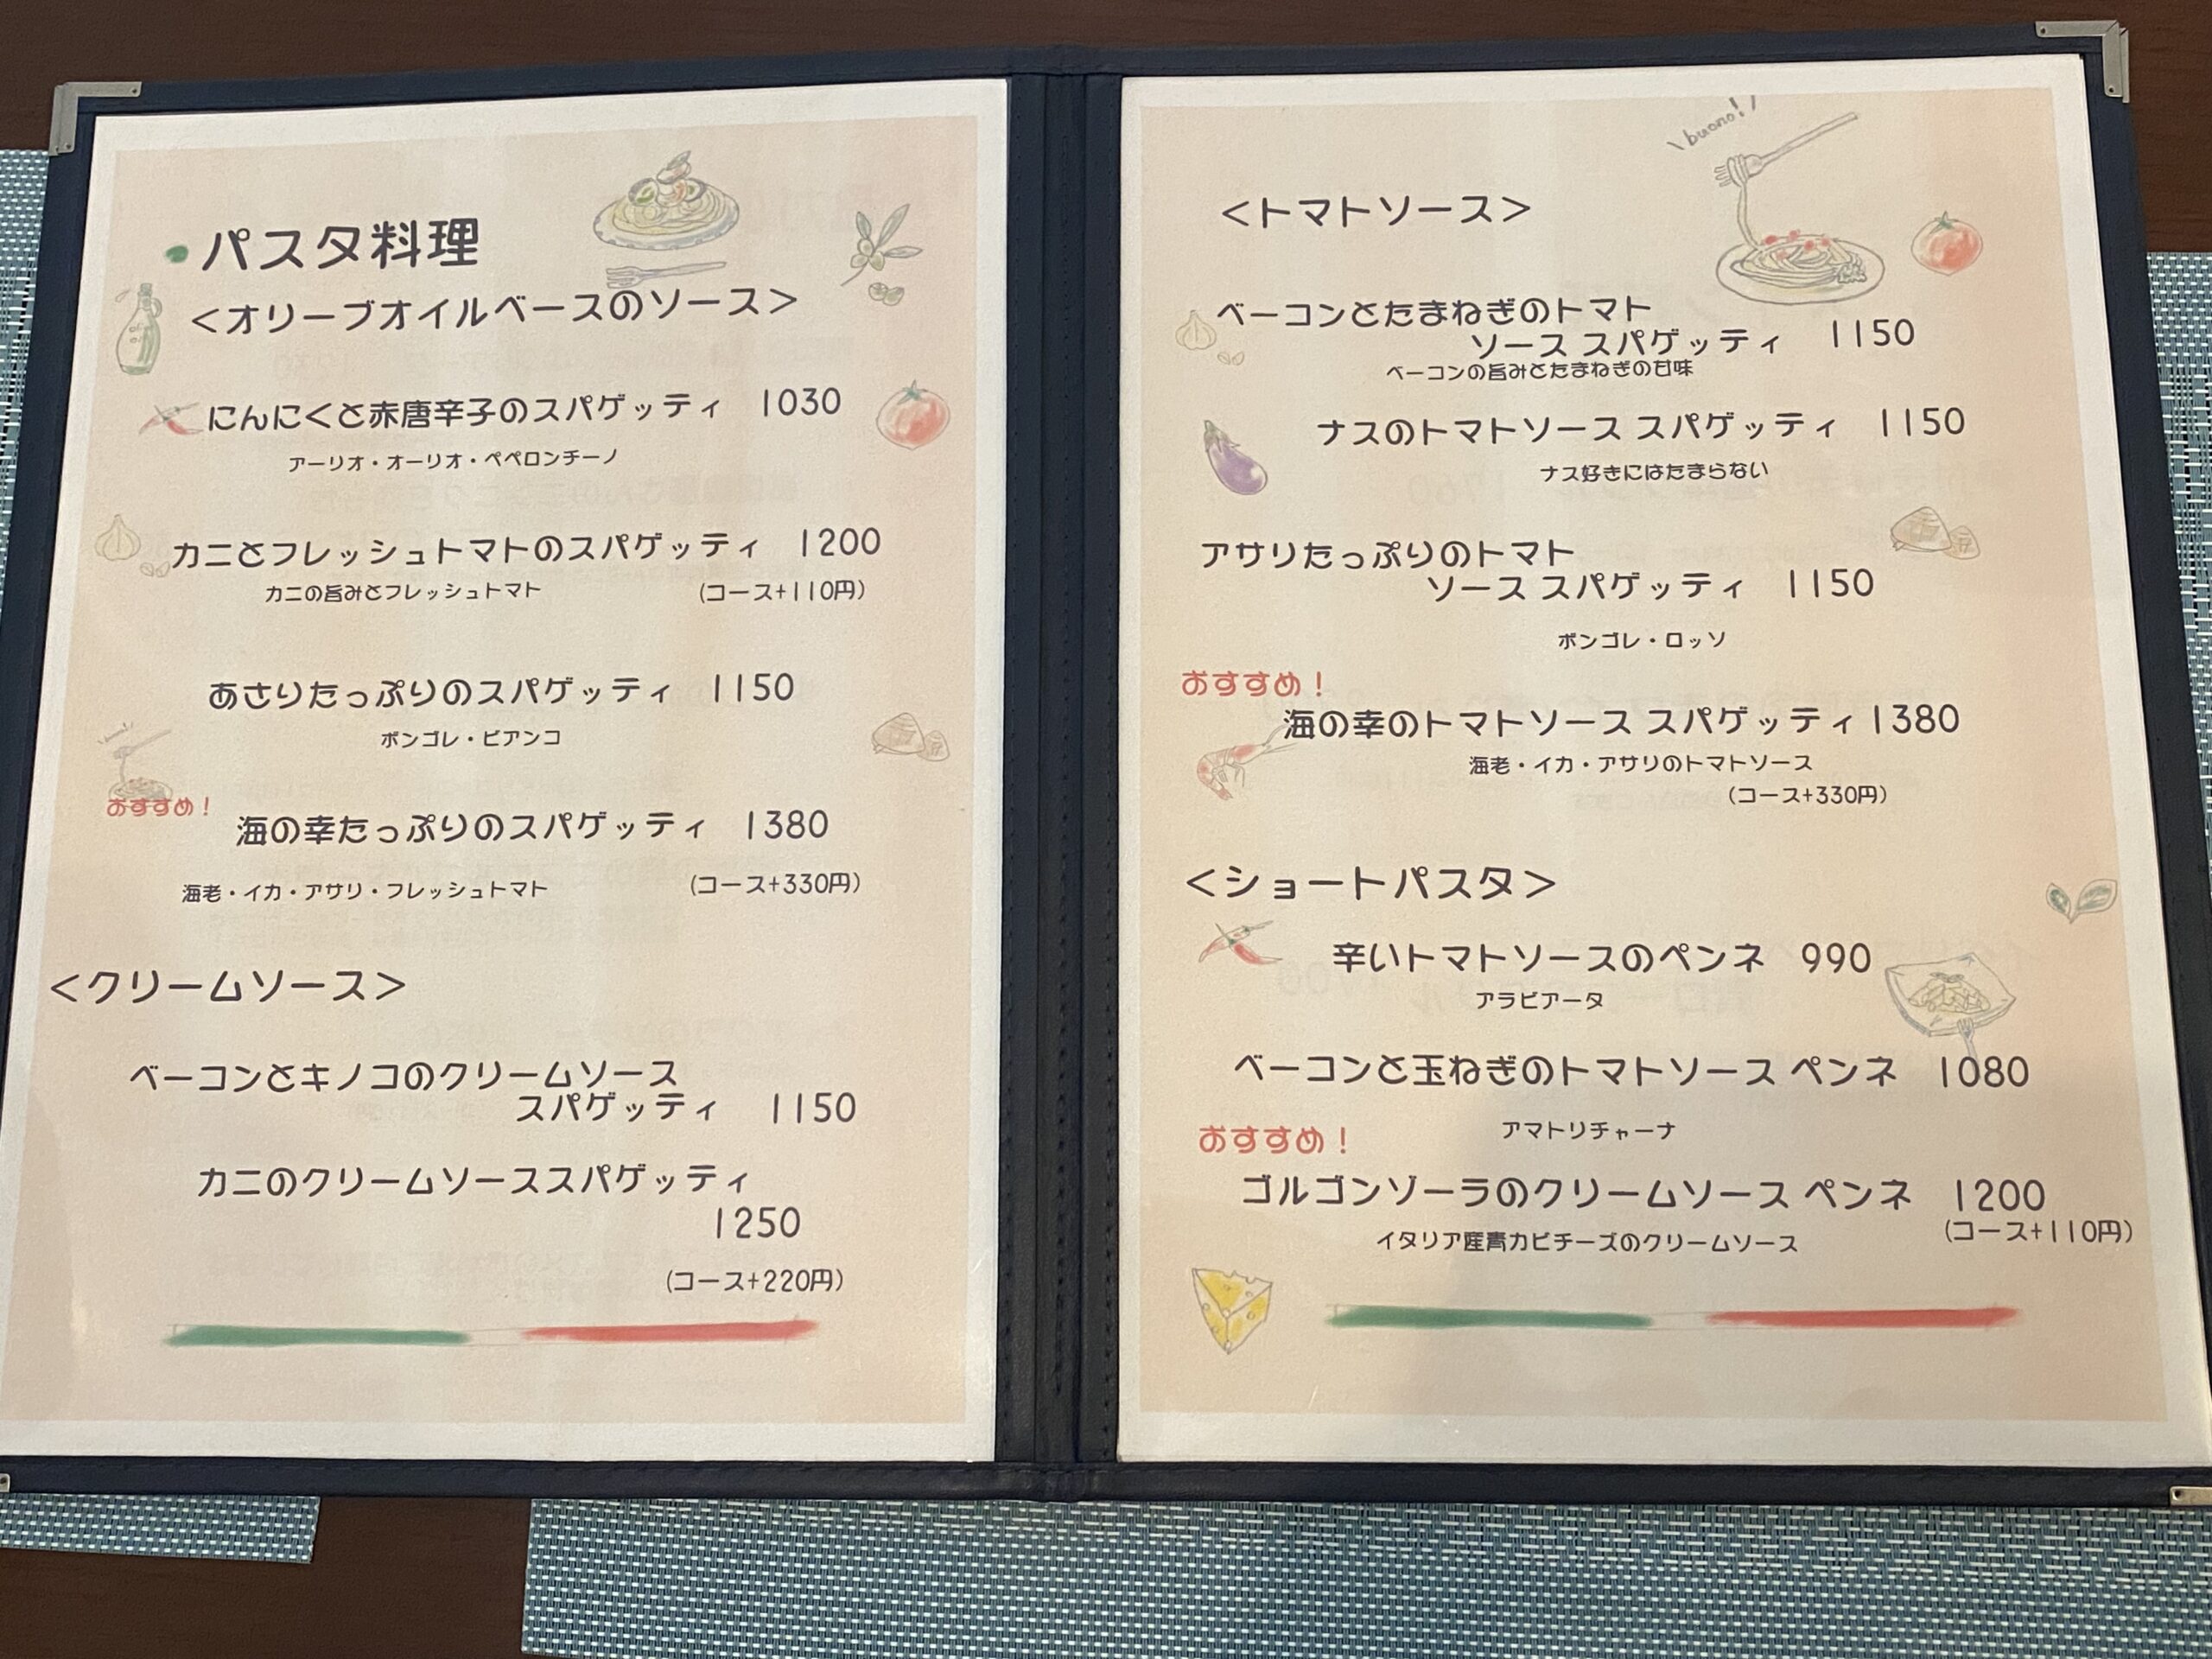 パスタ料理
<オリーブオイルベースのソース>
にんにくと赤唐辛子のスパゲッティ 1030
アーリオ・オーリオ・ペペロンチーノ
カニとフレッシュトマトのスパゲッティ 1200
カニの旨みとフレッシュトマト (コース+110円)
あさりたっぷりのスパゲッティ 1150
ボンゴレ・ビアンコ
おすすめ!
海の幸たっぷりのスパゲッティ 1380
海老・イカ・アサリ・フレッシュトマト (コース+330円)
<クリームソース>
ベーコンとキノコのクリームソース
スパゲッティ 1150
カニのクリームソーススパゲッティ
1250
(コース+220円)
\buono!/
<トマトソース>
ベーコンとたまねぎのトマト
ソース スパゲッティ 1150
ベーコンの旨みとたまねぎの甘味
ナスのトマトソース スパゲッティ 1150
ナス好きにはたまらない
アサリたっぷりのトマト
ソース スパゲッティ 1150
ボンゴレ・ロッソ
おすすめ!
海の幸のトマトソース スパゲッティ 1380
海老・イカ・アサリのトマトソース
(コース+330円)
<ショートパスタ>
辛いトマトソースのペンネ 990
アラビアータ
ベーコンと玉ねぎのトマトソース ペンネ 1080
アマトリチャーナ
おすすめ!
ゴルゴンゾーラのクリームソース ペンネ 1200
(コース+110円)
イタリア産青カビチーズのクリームソース